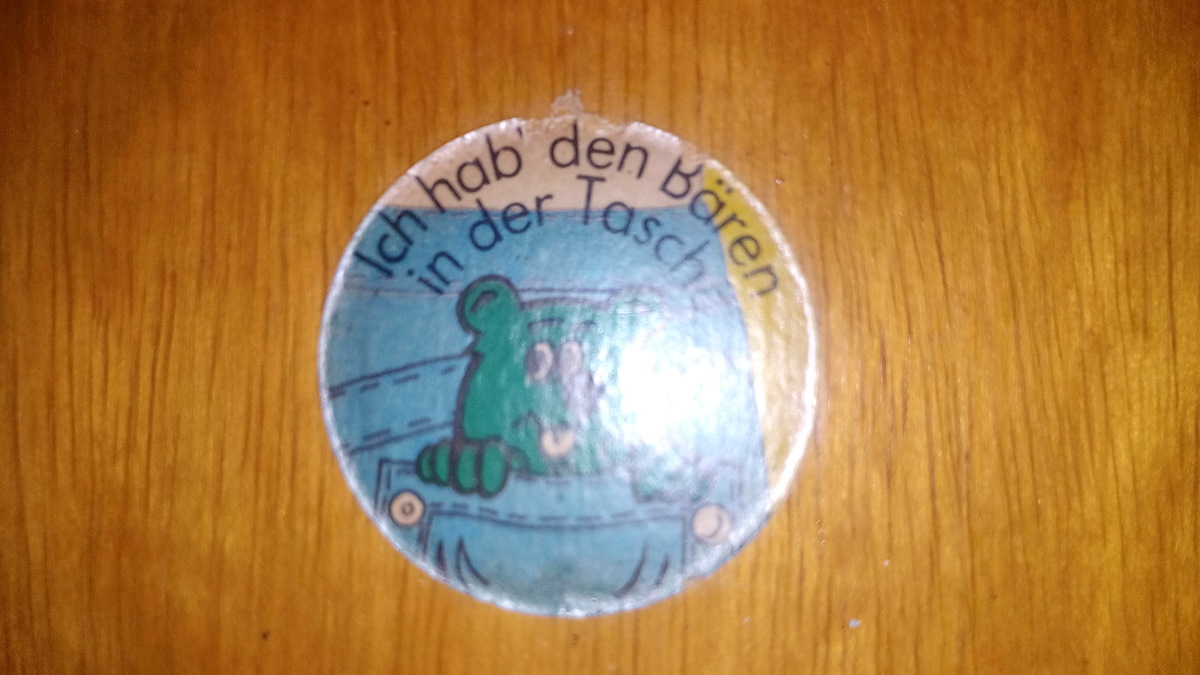 Ich hab' den Bären
in der Tasche